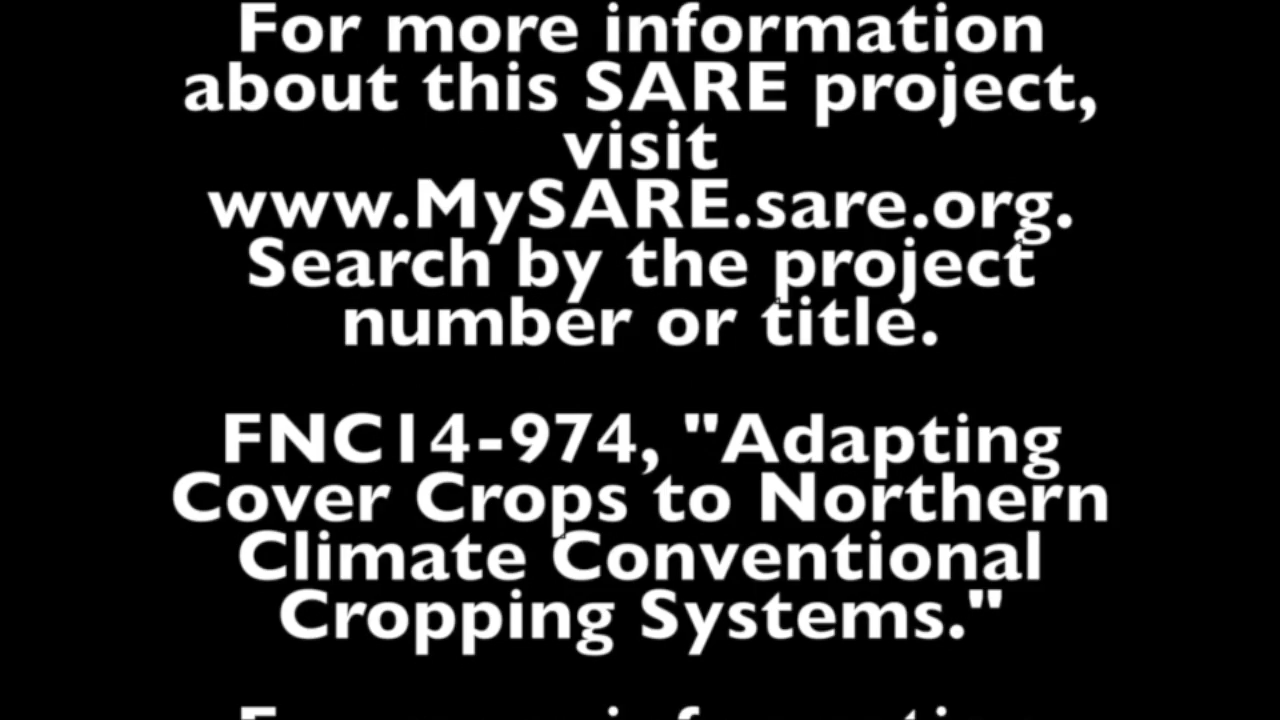 For more information
about this SARE project,
visit
www.MySARE.sare.org.
Search by the project
number or title.
FNC14-974, "Adapting
Cover Crops to Northern
Climate Conventional
Cropping Systems."